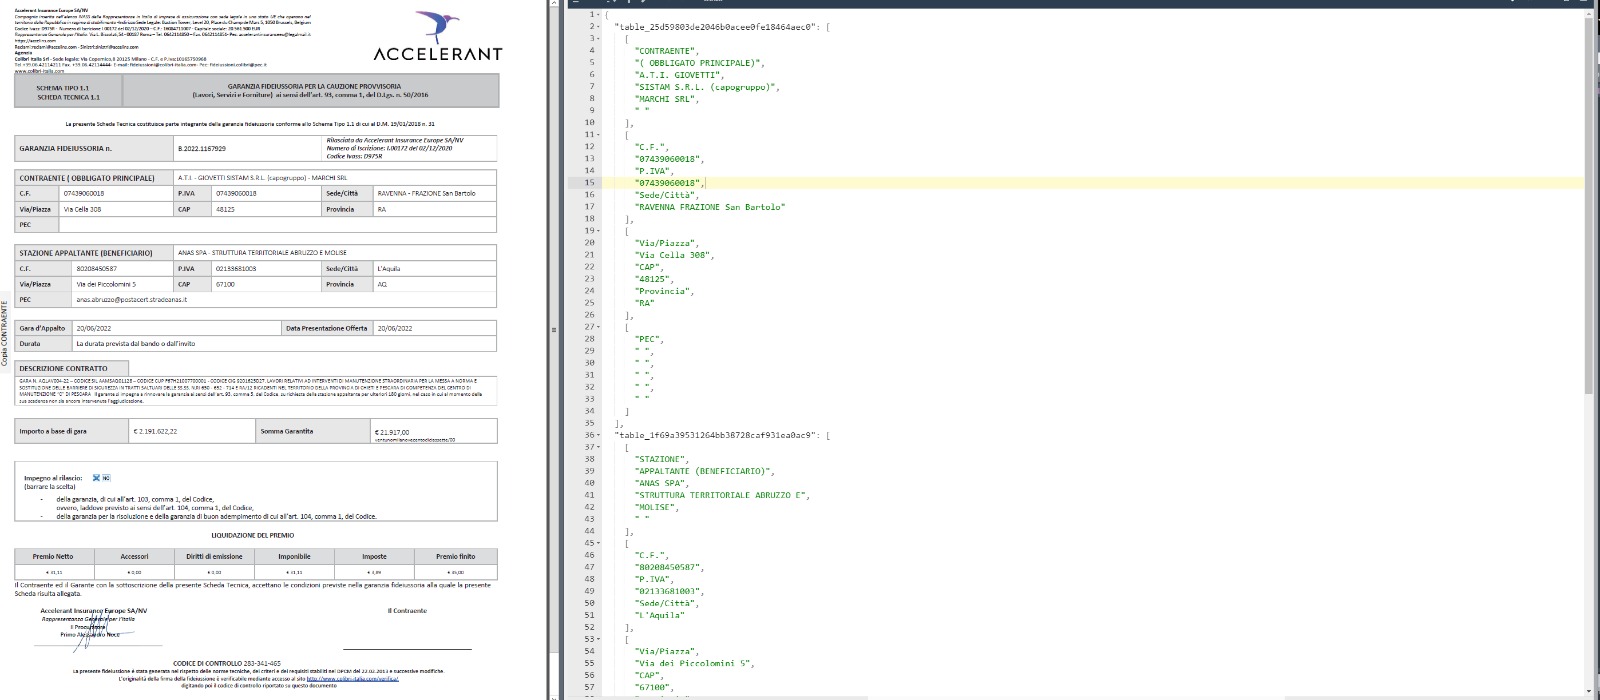 Accelerant Insurance Europe SA/NV
https://accelins.com
Agenzia
www.colibri-italia.com
ACCELERANT
SCHEMA TIPO 1.1
SCHEDA TECNICA 1.1
GARANZIA FIDEIUSSORIA PER LA CAUZIONE PROVVISORIA
(Lavori, Servizi e Forniture) ai sensi dell'art. 93, comma 1, del D.Lgs. n. 50/2016
La presente Scheda Tecnica costituisce parte integrante della garanzia fideiussoria conforme allo Schema Tipo 1.1 di cui al D.M. 19/01/2018 n. 31
GARANZIA FIDEIUSSORIA n.
B.2022.1167929
Rilasciata da Accelerant Insurance Europe SA/NV
Numero di Iscrizione: I.00172 del 02/12/2020
Codice Ivass: D975R
CONTRAENTE ( OBBLIGATO PRINCIPALE)
A.T.I. - GIOVETTI SISTAM S.R.L. (capogruppo) - MARCHI SRL
C.F.
07439060018
P.IVA
07439060018
Sede/Città
RAVENNA - FRAZIONE San Bartolo
Via/Piazza
Via Cella 308
CAP
48125
Provincia
RA
PEC
STAZIONE APPALTANTE (BENEFICIARIO)
ANAS SPA - STRUTTURA TERRITORIALE ABRUZZO E MOLISE
C.F.
80208450587
P.IVA
02133681003
Sede/Città
L'Aquila
Via/Piazza
Via dei Piccolomini 5
CAP
67100
Provincia
AQ
PEC
anas.abruzzo@postacert.stradeanas.it
Gara d'Appalto
20/06/2022
Data Presentazione Offerta
20/06/2022
Durata
La durata prevista dal bando o dall'invito
DESCRIZIONE CONTRATTO
Importo a base di gara
€ 2.191.622,22
Somma Garantita
€ 21.917,00
Impegno al rilascio:
NO
(barrare la scelta)
- della garanzia, di cui all'art. 103, comma 1, del Codice,
ovvero, laddove previsto ai sensi dell'art. 104, comma 1, del Codice;
- della garanzia per la risoluzione e della garanzia di buon adempimento di cui all'art. 104, comma 1, del Codice.
LIQUIDAZIONE DEL PREMIO
Premio Netto
Accessori
Diritti di emissione
Imponibile
Imposte
Premio finito
€ 0,00
€ 0,00
Il Contraente ed il Garante con la sottoscrizione della presente Scheda Tecnica, accettano le condizioni previste nella garanzia fideiussoria alla quale la presente
Scheda risulta allegata.
Accelerant Insurance Europe SA/NV
Rappresentanza Generale per l'Italia
Il Procuratore
Primo Alessandro Noce
Il Contraente
CODICE DI CONTROLLO 283-341-465
La presente fideiussione è stata generata nel rispetto delle norme tecniche, dei criteri e dei requisiti stabiliti nel DPCM del 22.02.2013 e successive modifiche.
L'originalità della firma della fideiussione è verificabile mediante accesso al sito http://www.colibri-italia.com/verifica/
digitando poi il codice di controllo riportato su questo documento
Copia CONTRAENTE
1 {
2 "table_25d59803de2046b0acee0fe18464aec0": [
3 [
4 "CONTRAENTE",
5 "( OBBLIGATO PRINCIPALE)",
6 "A.T.I. GIOVETTI",
7 "SISTAM S.R.L. (capogruppo)",
8 "MARCHI SRL",
9 " "
10 ],
11 [
12 "C.F.",
13 "07439060018",
14 "P.IVA",
15 "07439060018",
16 "Sede/Città",
17 "RAVENNA FRAZIONE San Bartolo"
18 ],
19 [
20 "Via/Piazza",
21 "Via Cella 308",
22 "CAP",
23 "48125",
24 "Provincia",
25 "RA"
26 ],
27 [
28 "PEC",
29 " ",
30 " ",
31 " ",
32 " ",
33 " "
34 ]
35 ],
36 "table_1f69a39531264bb38728caf931ea0ac9": [
37 [
38 "STAZIONE",
39 "APPALTANTE (BENEFICIARIO)",
40 "ANAS SPA",
41 "STRUTTURA TERRITORIALE ABRUZZO E",
42 "MOLISE",
43 " "
44 ],
45 [
46 "C.F.",
47 "80208450587",
48 "P.IVA",
49 "02133681003",
50 "Sede/Città",
51 "L'Aquila"
52 ],
53 [
54 "Via/Piazza",
55 "Via dei Piccolomini 5",
56 "CAP",
57 "67100",